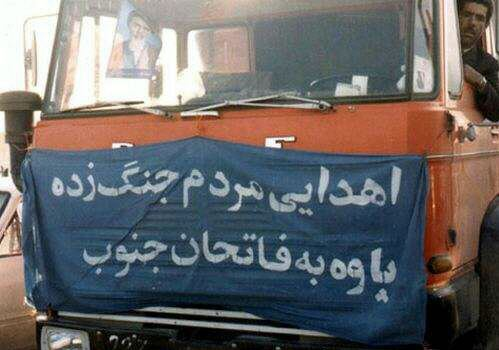 اهدایی مردم جنگ زده
پاوه به فاتحان جنوب